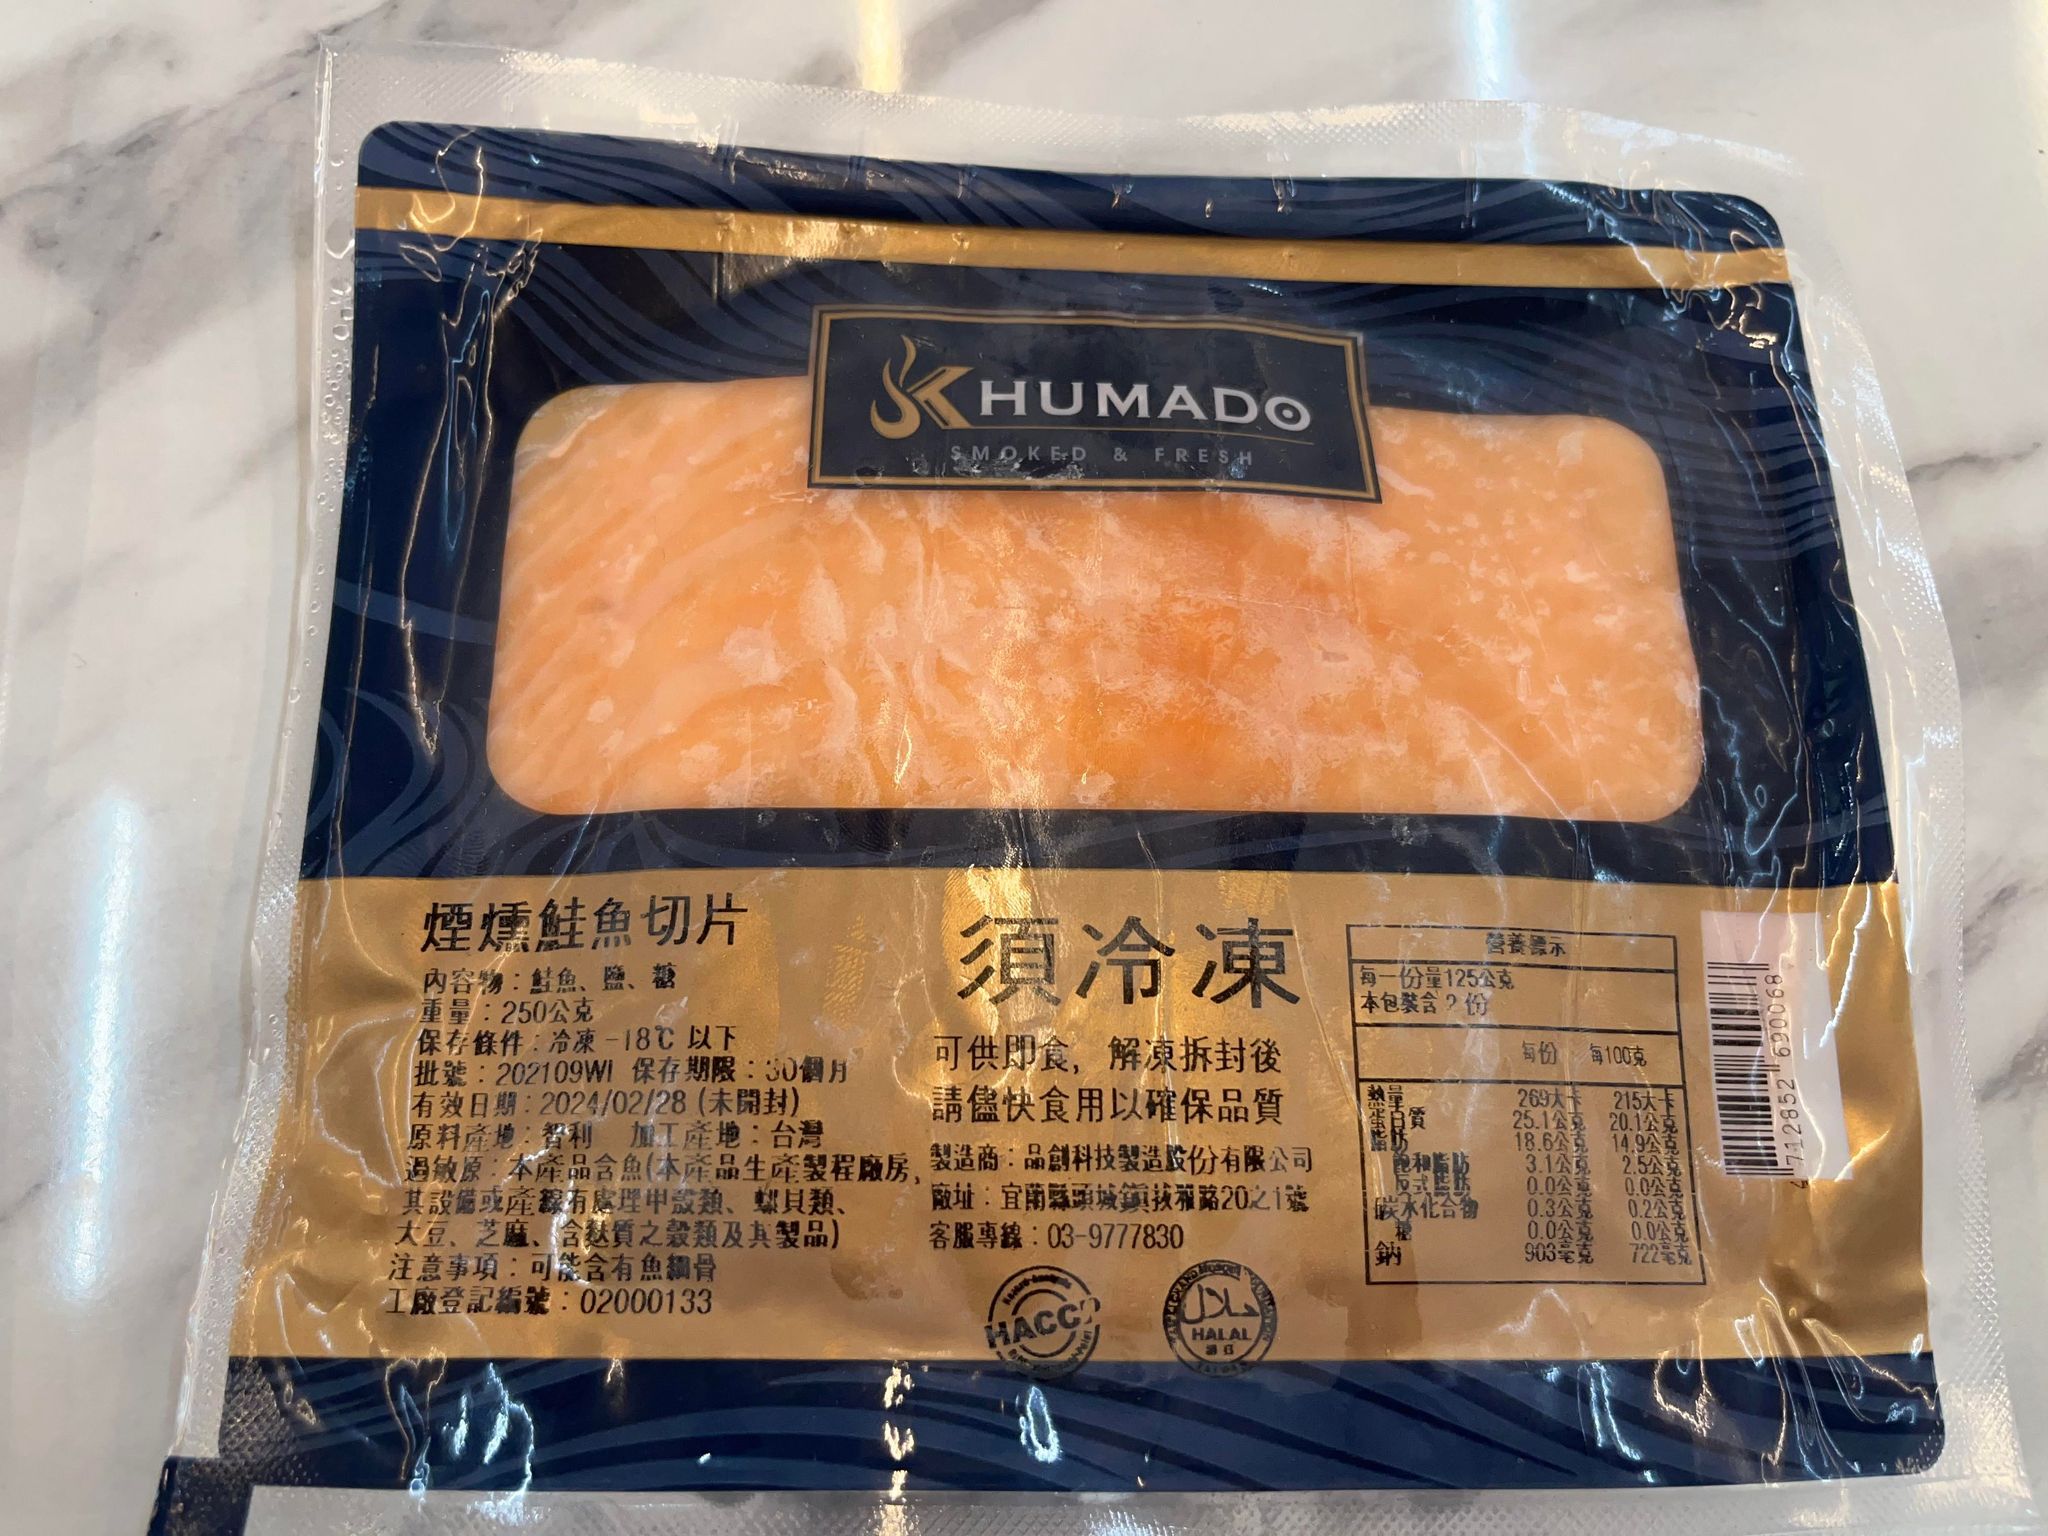 KHUMADO
SMOKED & FRESH
煙燻鮭魚切片
內容物：鮭魚、鹽、糖
重量：250公克
保存條件：冷凍 -18℃ 以下
批號：202109WI 保存期限：30個月
有效日期：2024/02/28 (未開封)
原料產地：智利 加工產地：台灣
過敏原：本產品含魚(本產品生產製程廠房,
其設備或產線有處理甲殼類、螺貝類、
大豆、芝麻、含麩質之穀類及其製品)
注意事項：可能含有魚細骨
工廠登記編號：02000133
須冷凍
可供即食，解凍拆封後
請儘快食用以確保品質
製造商：品創科技製造股份有限公司
廠址：宜蘭縣頭城鎮拔雅路20之1號
客服專線：03-9777830
HACCP
حلال
HALAL
TAIWAN
營養標示
每一份量125公克
本包裝含 2 份
每份 每100克
熱量 269大卡 215大卡
蛋白質 25.1公克 20.1公克
脂肪 18.6公克 14.9公克
飽和脂肪 3.1公克 2.5公克
反式脂肪 0.0公克 0.0公克
碳水化合物 0.3公克 0.2公克
糖 0.0公克 0.0公克
鈉 903毫克 722毫克
4 712852 690068